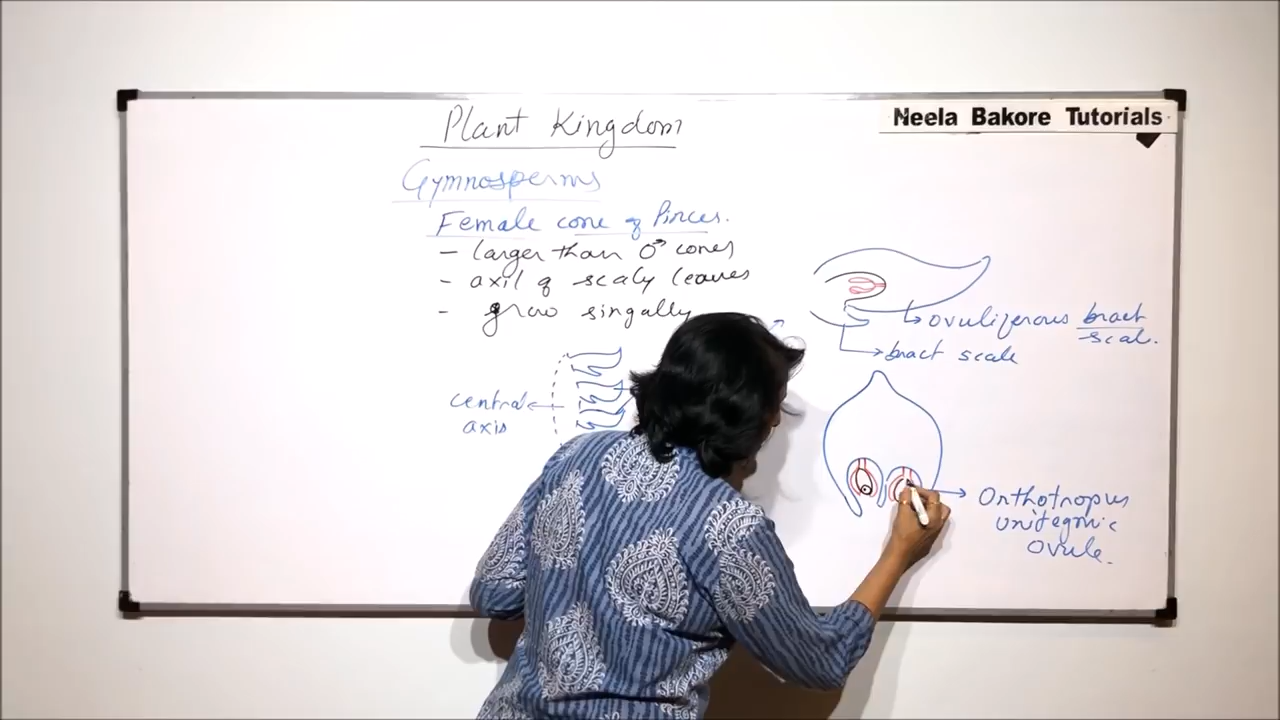 Plant Kingdom
Neela Bakore Tutorials
Gymnosperms
Female cone of Pinus.
- larger than ♂ cones
- axil of scaly leaves
- grow singally
central
axis
ovuliferous bract
scal.
bract scale
Orthotropus
unitegmic
ovule.